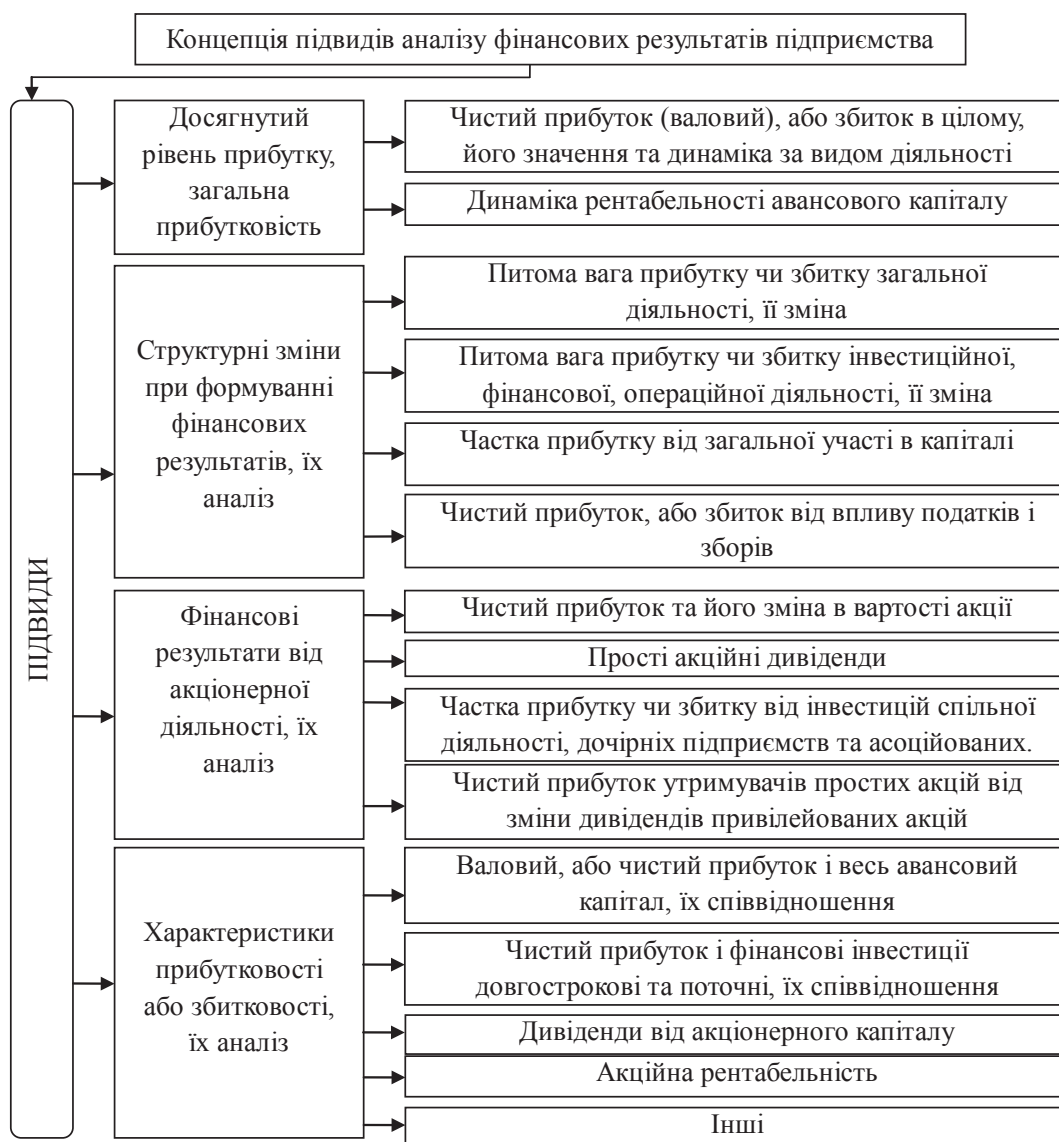 Концепція підвидів аналізу фінансових результатів підприємства
ПІДВИДИ
Досягнутий
рівень прибутку,
загальна
прибутковість
Чистий прибуток (валовий), або збиток в цілому,
його значення та динаміка за видом діяльності
Динаміка рентабельності авансового капіталу
Структурні зміни
при формуванні
фінансових
результатів, їх
аналіз
Питома вага прибутку чи збитку загальної
діяльності, її зміна
Питома вага прибутку чи збитку інвестиційної,
фінансової, операційної діяльності, її зміна
Частка прибутку від загальної участі в капіталі
Чистий прибуток, або збиток від впливу податків і
зборів
Фінансові
результати від
акціонерної
діяльності, їх
аналіз
Чистий прибуток та його зміна в вартості акції
Прості акційні дивіденди
Частка прибутку чи збитку від інвестицій спільної
діяльності, дочірніх підприємств та асоційованих.
Чистий прибуток утримувачів простих акцій від
зміни дивідендів привілейованих акцій
Характеристики
прибутковості
або збитковості,
їх аналіз
Валовий, або чистий прибуток і весь авансовий
капітал, їх співвідношення
Чистий прибуток і фінансові інвестиції
довгострокові та поточні, їх співвідношення
Дивіденди від акціонерного капіталу
Акційна рентабельність
Інші